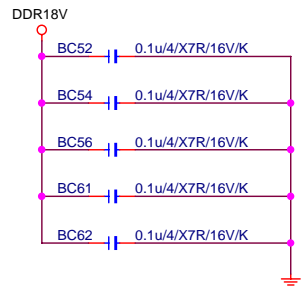 DDR18V
BC52 0.1u/4/X7R/16V/K
BC54 0.1u/4/X7R/16V/K
BC56 0.1u/4/X7R/16V/K
BC61 0.1u/4/X7R/16V/K
BC62 0.1u/4/X7R/16V/K